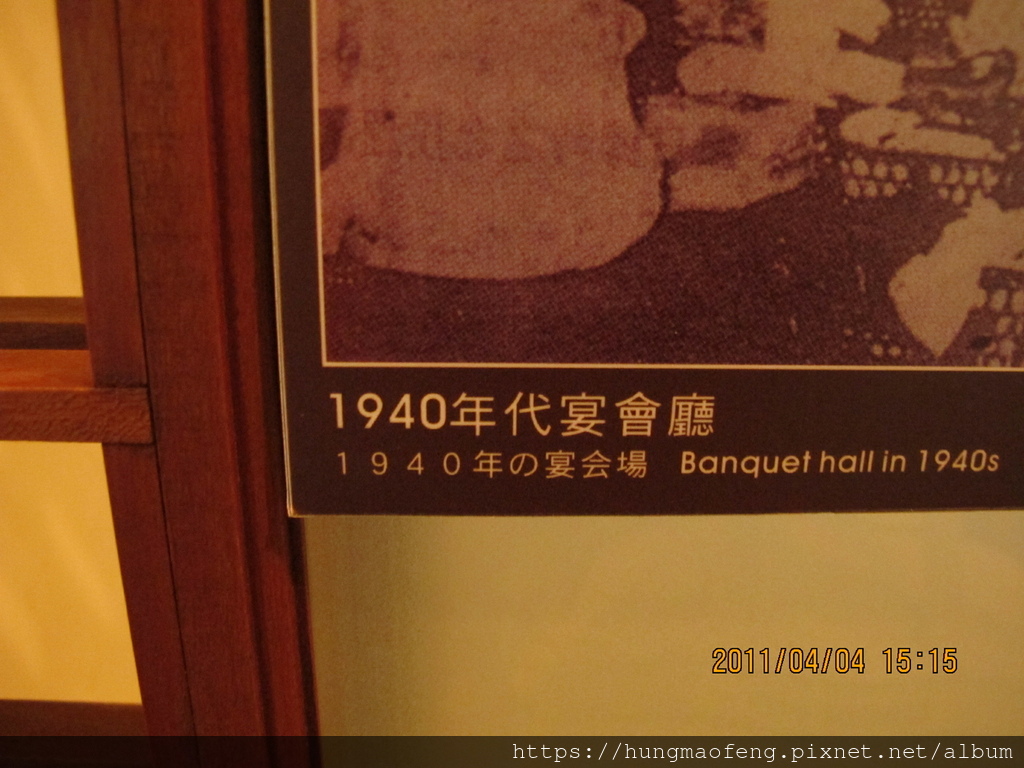 1940年代宴會廳
１９４０年の宴会場 Banquet hall in 1940s
2011/04/04 15:15
https://hungmaofeng.pixnet.net/album